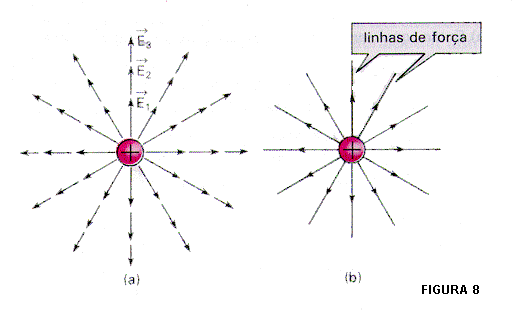 E₃
E₂
E₁
linhas de força
+
+
(a)
(b)
FIGURA 8